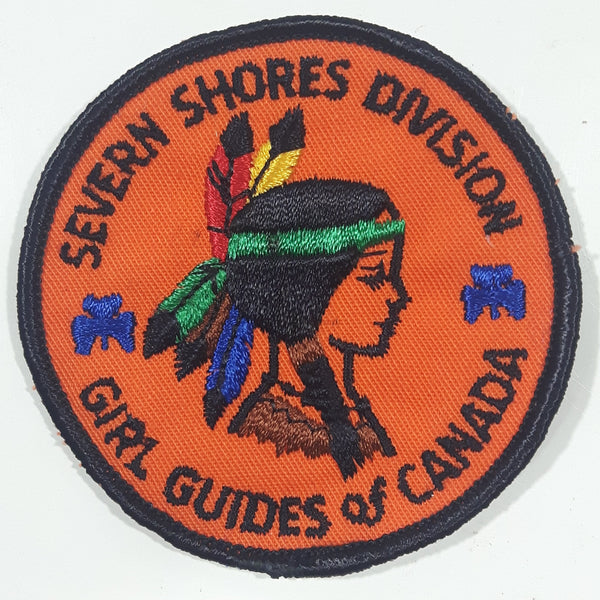 SEVERN SHORES DIVISION
GIRL GUIDES of CANADA